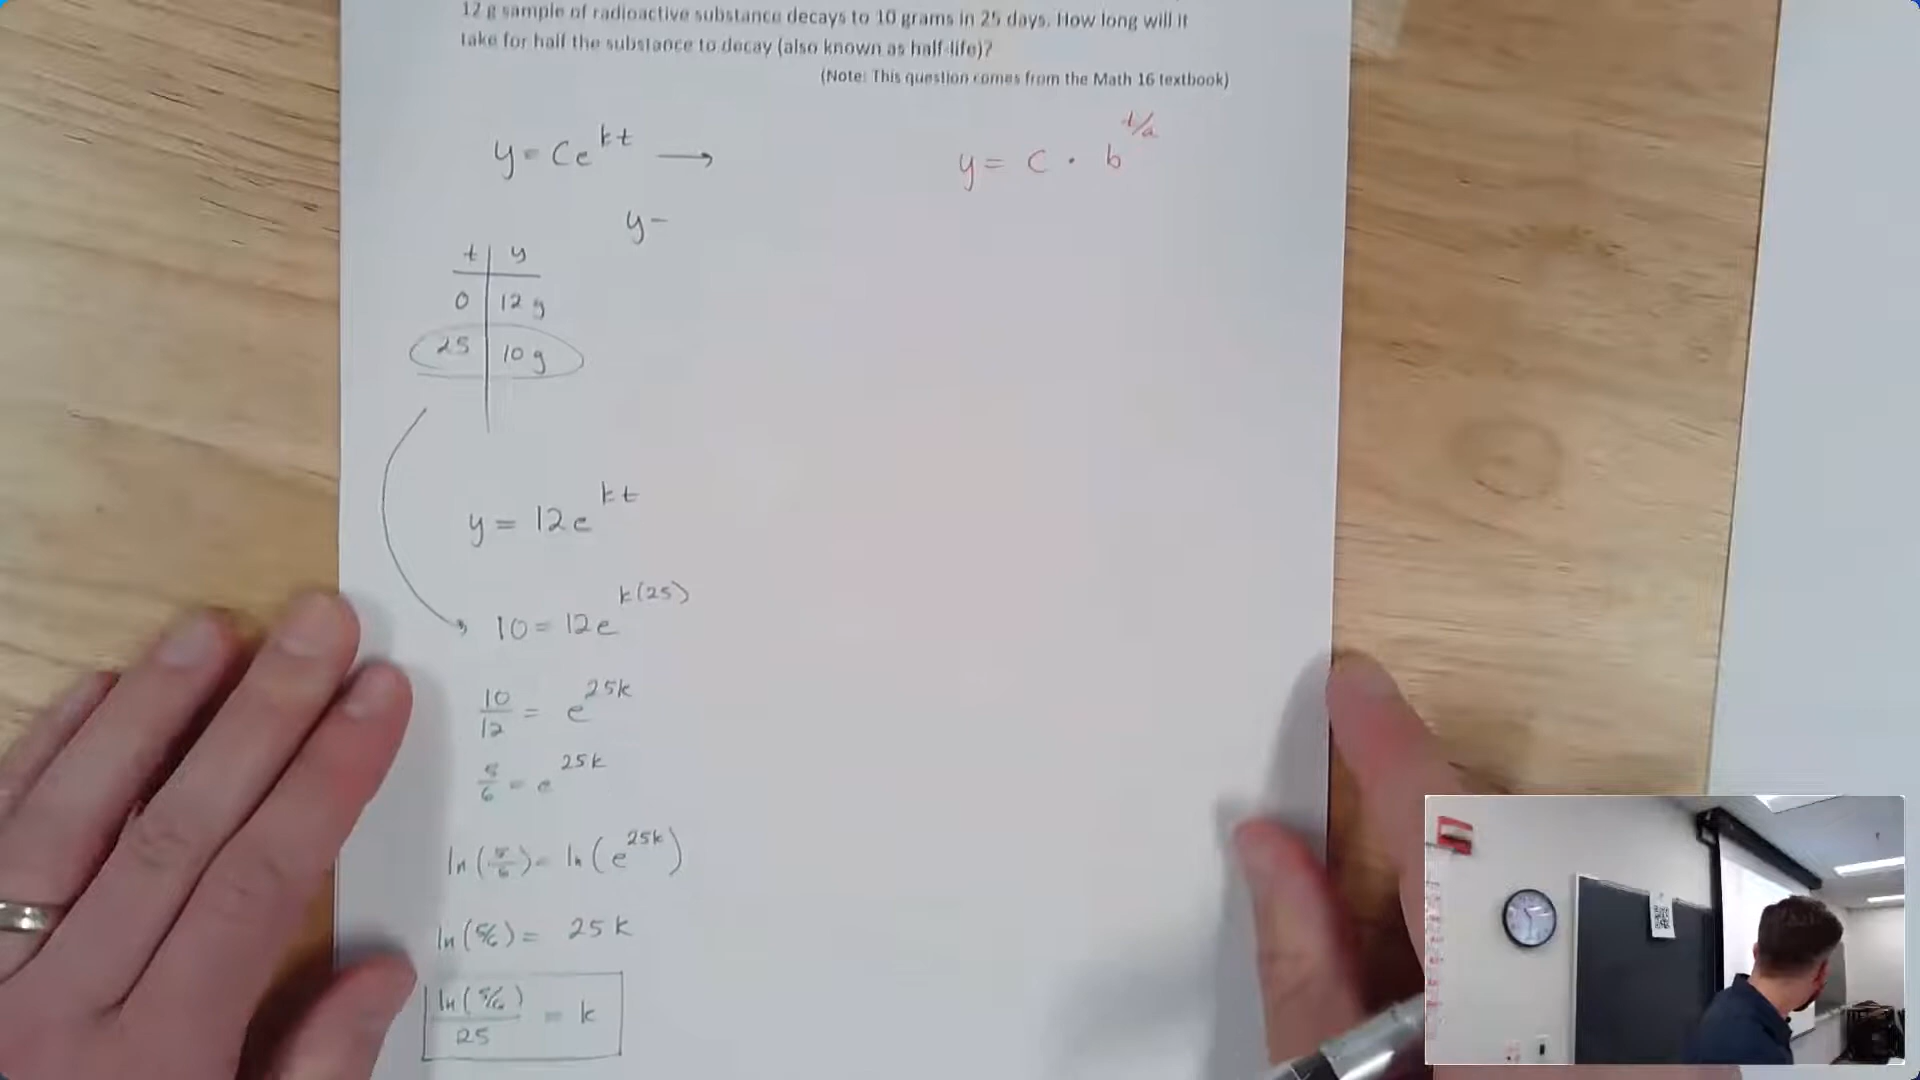 12 g sample of radioactive substance decays to 10 grams in 25 days. How long will it
take for half the substance to decay (also known as half-life)?
(Note: This question comes from the Math 16 textbook)
y = Ce^{kt} →
y = C · b^{t/a}
y -
t | y
0 | 12 g
25 | 10 g
y = 12e^{kt}
10 = 12e^{k(25)}
10/12 = e^{25k}
5/6 = e^{25k}
ln(5/6) = ln(e^{25k})
ln(5/6) = 25k
ln(5/6)/25 = k